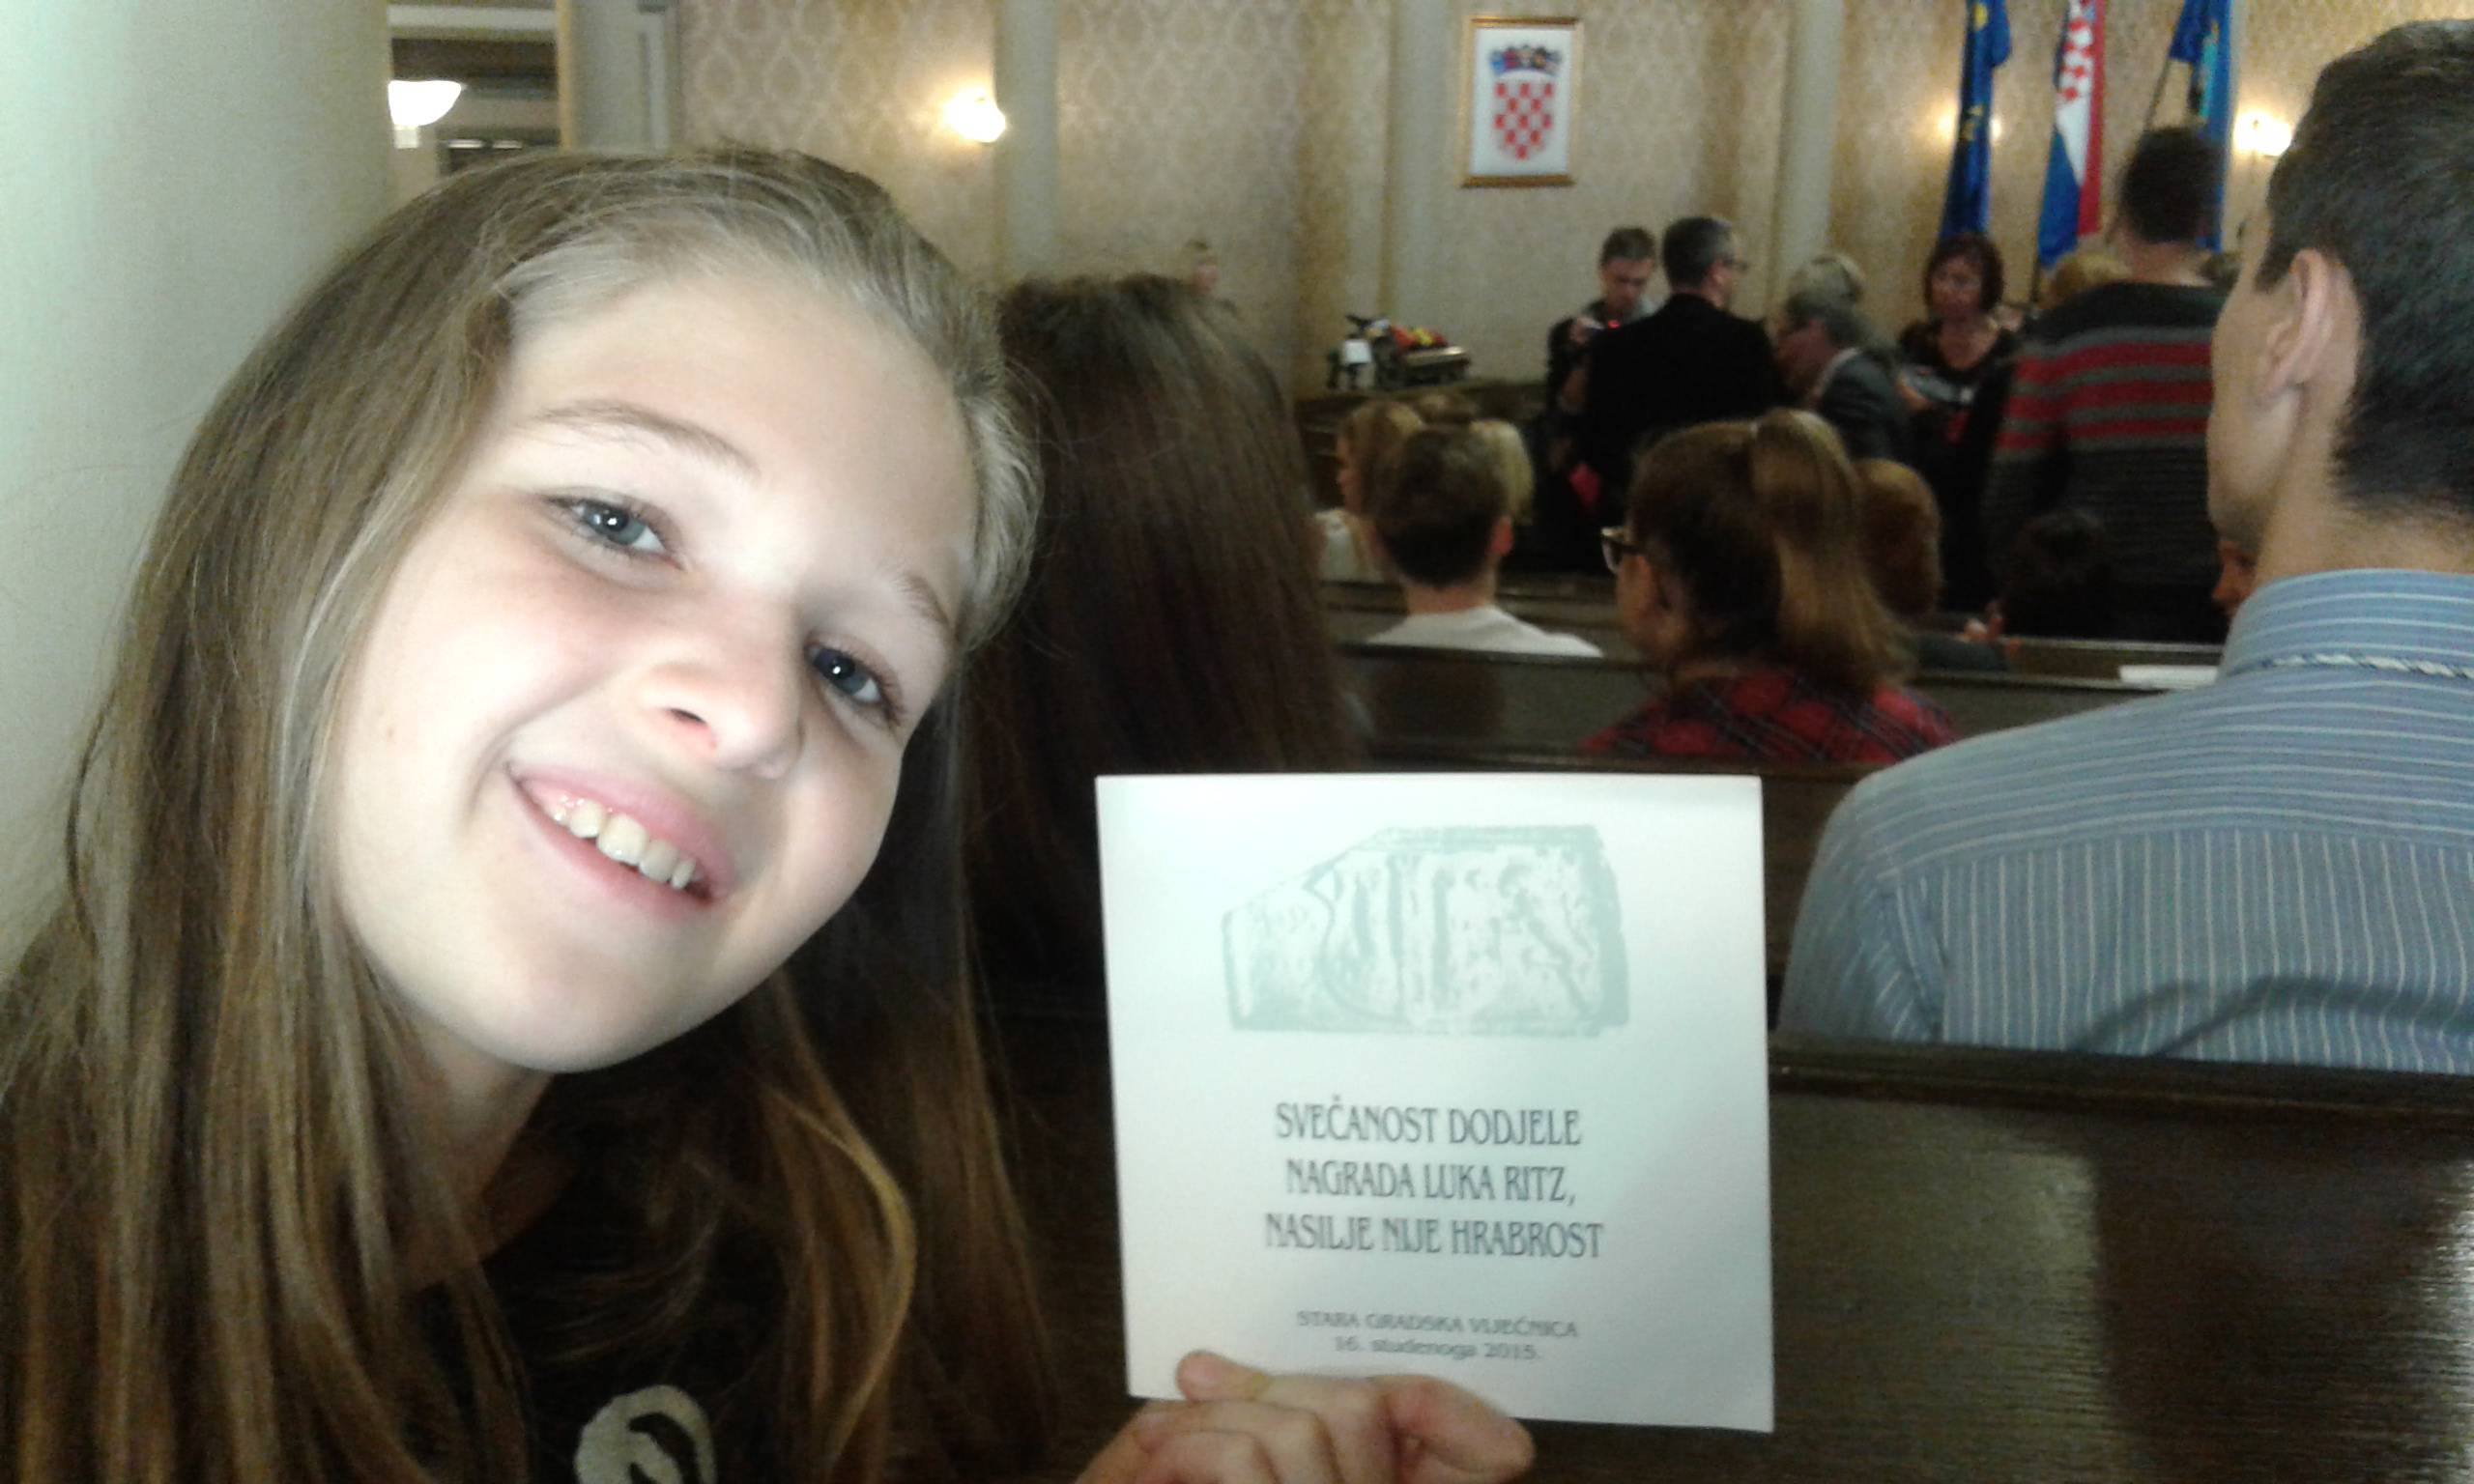 SVEČANOST DODJELE
NAGRADA LUKA RITZ,
NASILJE NIJE HRABROST
STARA GRADSKA VIJEĆNICA
16. studenoga 2015.